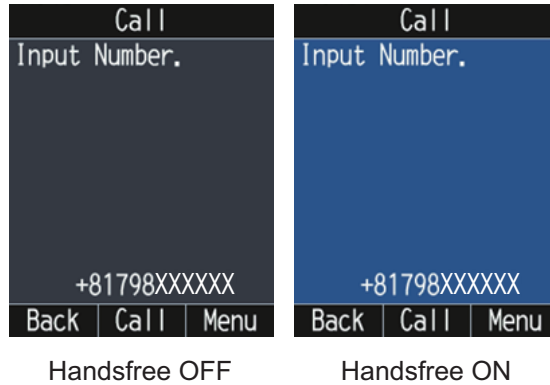 Call
Input Number.
+81798XXXXXX
Back Call Menu
Handsfree OFF
Call
Input Number.
+81798XXXXXX
Back Call Menu
Handsfree ON